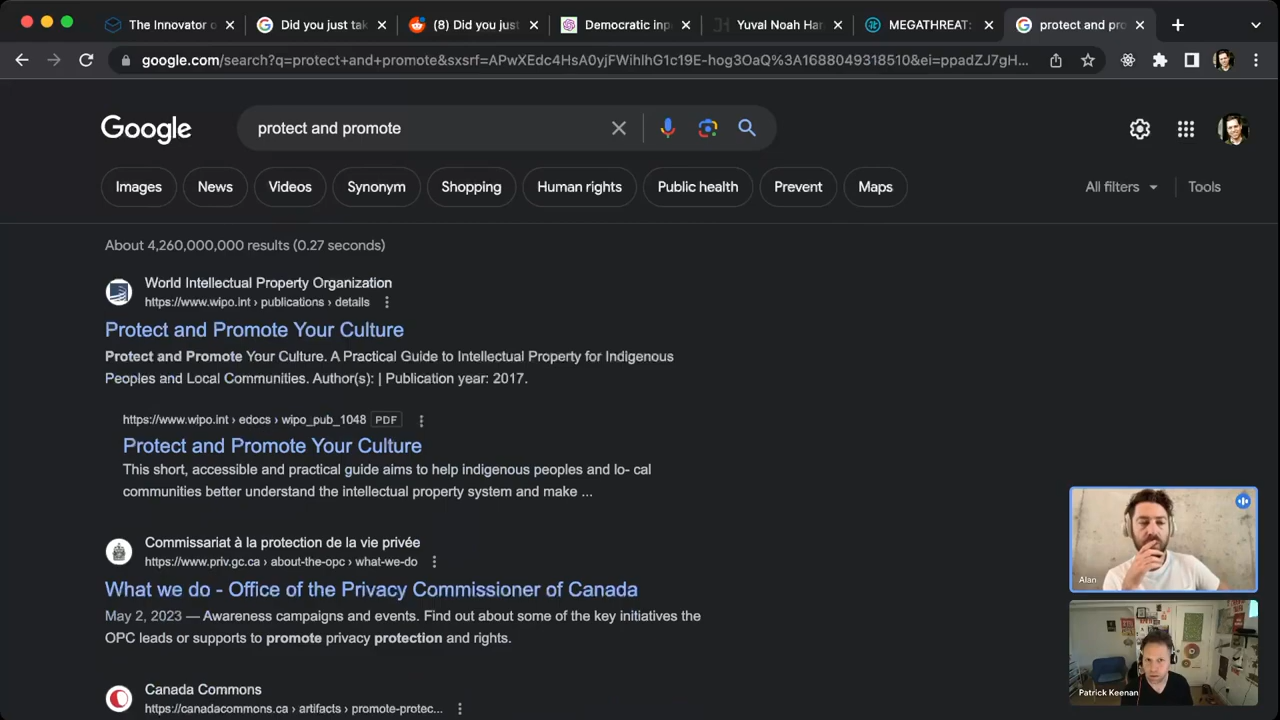 The Innovator o
Did you just tak
(8) Did you just
Democratic inp
Yuval Noah Har
MEGATHREAT:
protect and pro
google.com/search?q=protect+and+promote&sxsrf=APwXEdc4HsA0yjFWihlhG1c19E-hog3OaQ%3A1688049318510&ei=ppadZJ7gH...
Google
protect and promote
Images
News
Videos
Synonym
Shopping
Human rights
Public health
Prevent
Maps
All filters
Tools
About 4,260,000,000 results (0.27 seconds)
World Intellectual Property Organization
https://www.wipo.int › publications › details
Protect and Promote Your Culture
Protect and Promote Your Culture. A Practical Guide to Intellectual Property for Indigenous
Peoples and Local Communities. Author(s): | Publication year: 2017.
https://www.wipo.int › edocs › wipo_pub_1048 PDF
Protect and Promote Your Culture
This short, accessible and practical guide aims to help indigenous peoples and lo- cal
communities better understand the intellectual property system and make ...
Commissariat à la protection de la vie privée
https://www.priv.gc.ca › about-the-opc › what-we-do
What we do - Office of the Privacy Commissioner of Canada
May 2, 2023 — Awareness campaigns and events. Find out about some of the key initiatives the
OPC leads or supports to promote privacy protection and rights.
Canada Commons
https://canadacommons.ca › artifacts › promote-protec...
Alan
Patrick Keenan